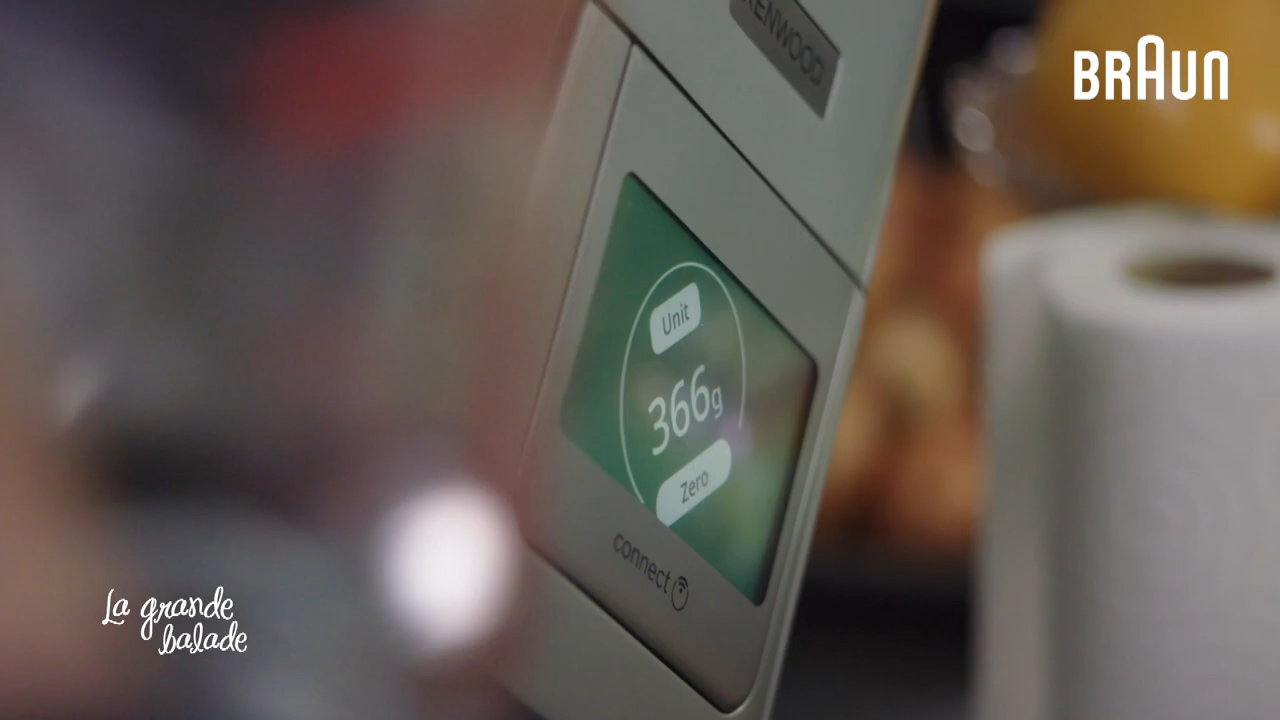 KENWOOD
BRAUN
Unit
366g
Zero
connect
La grande
balade